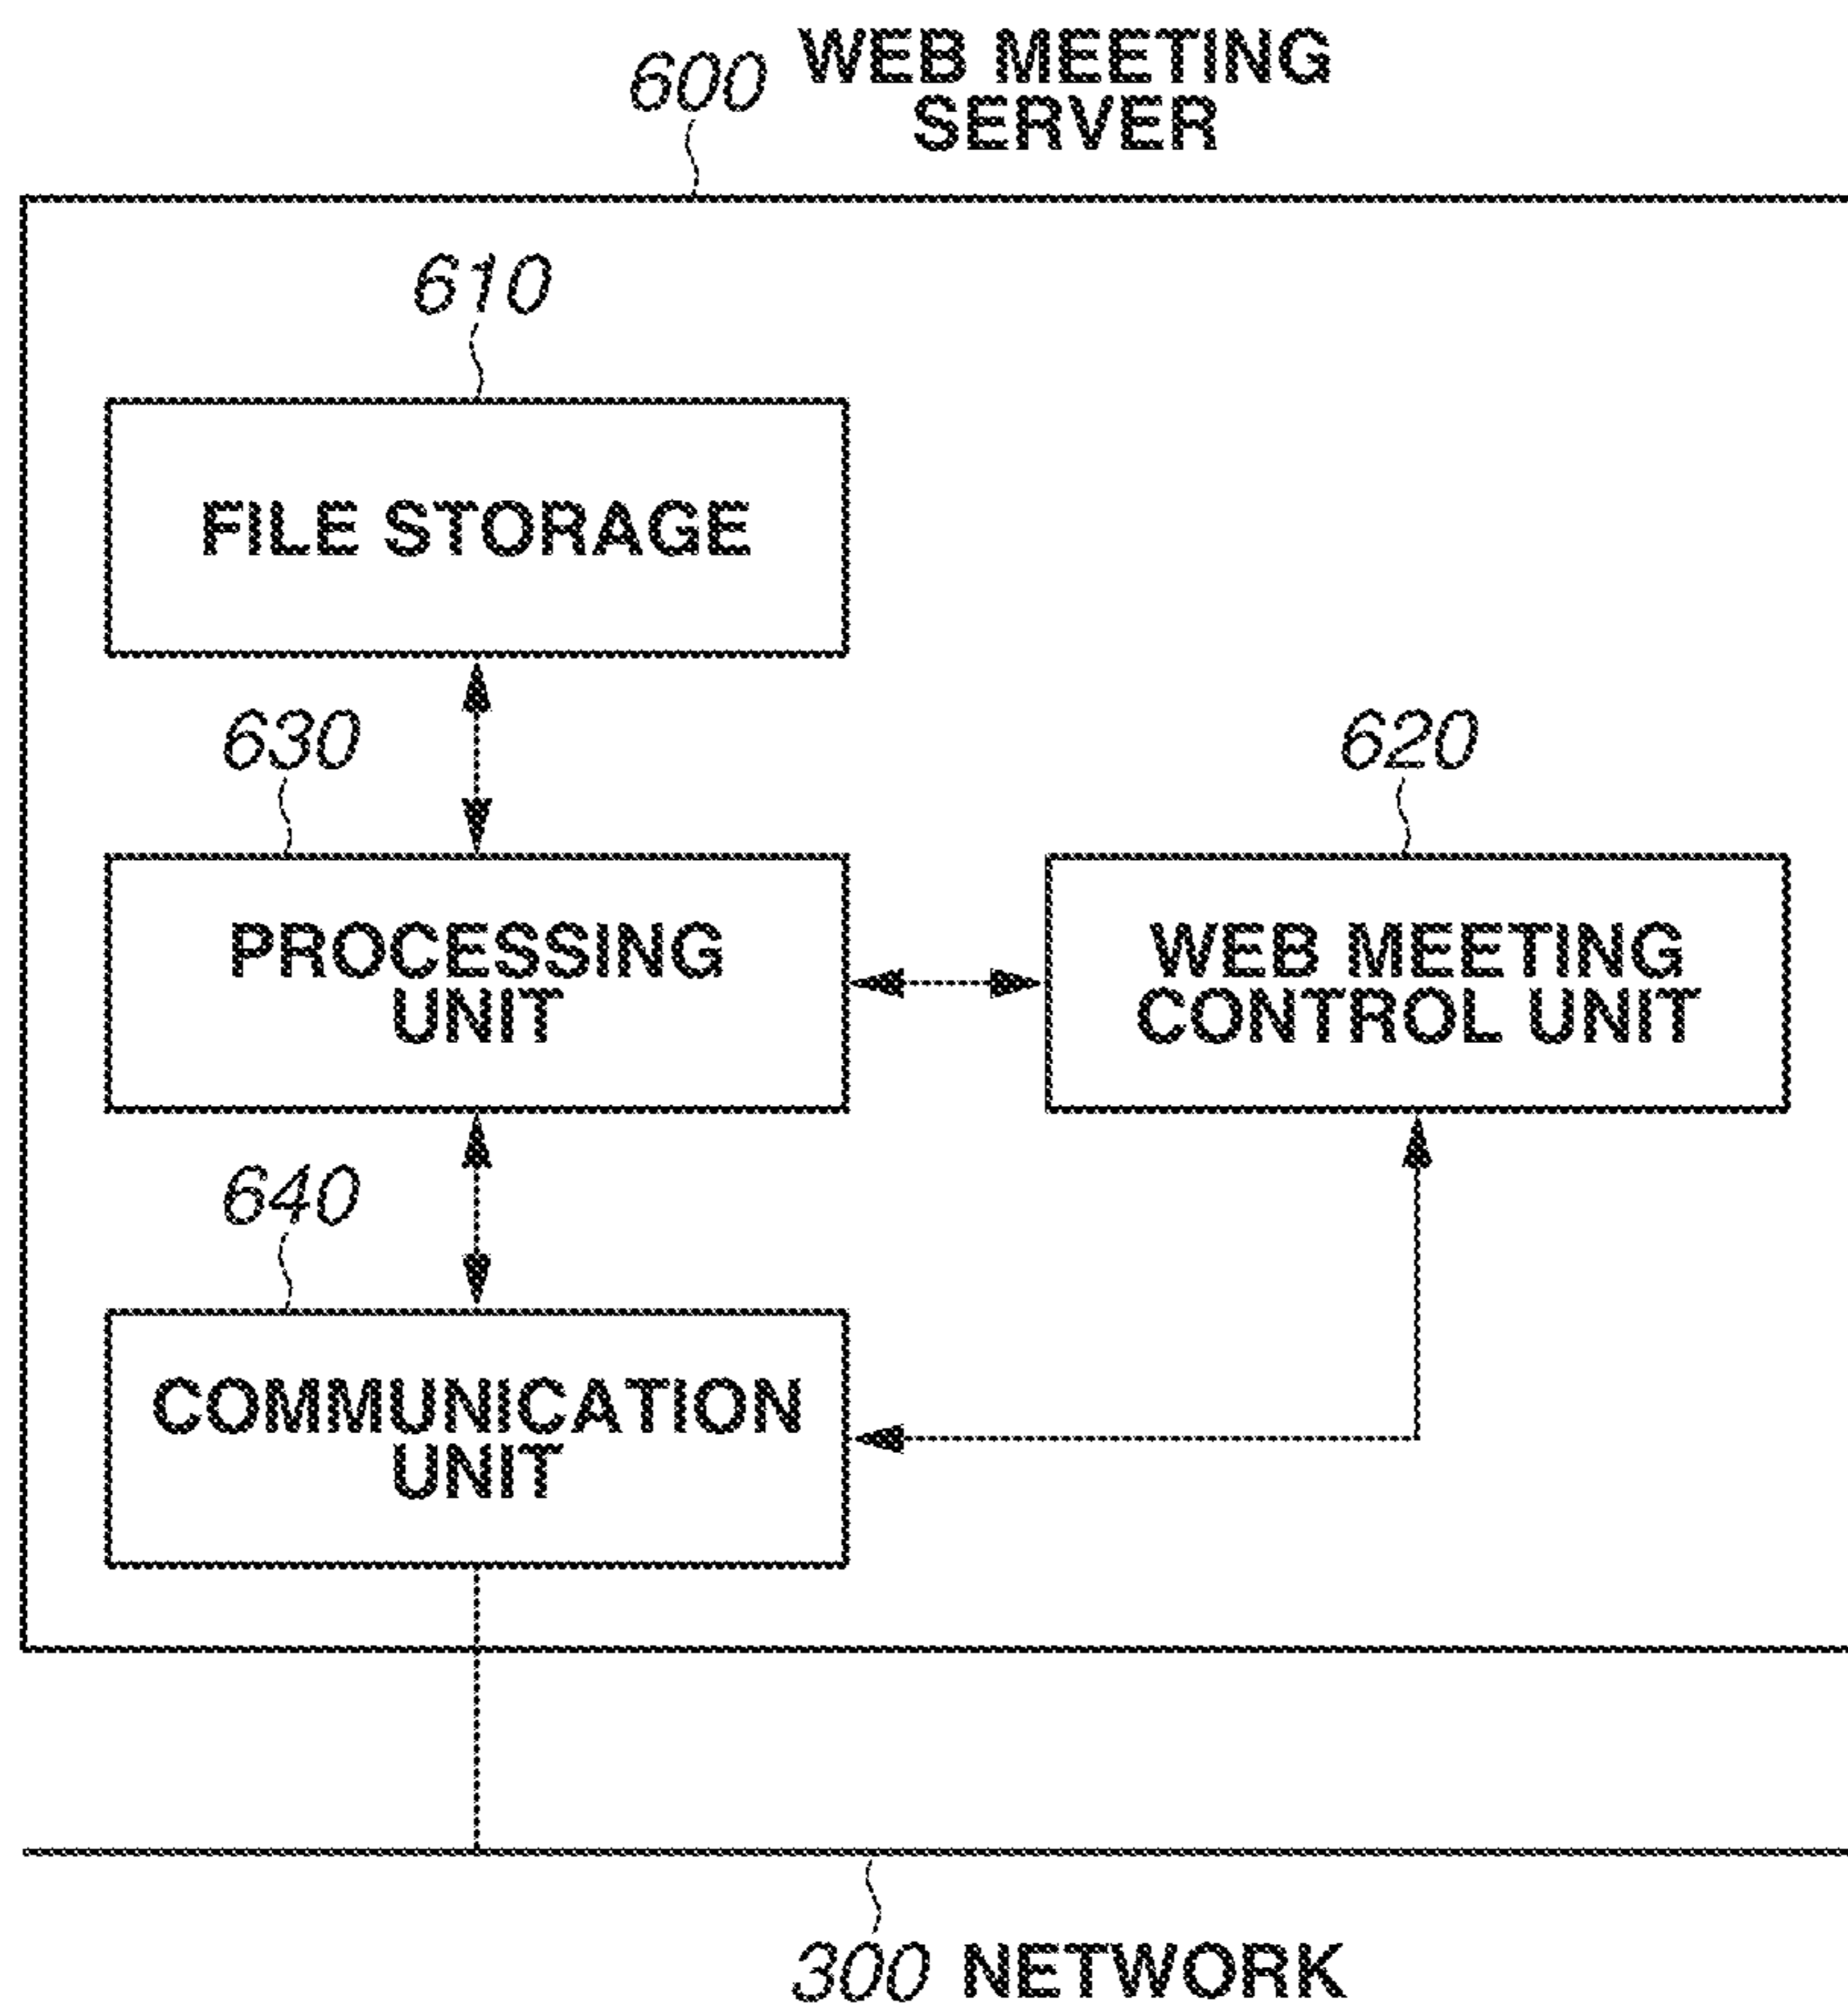 600 WEB MEETING
SERVER
610
FILE STORAGE
630
620
PROCESSING
UNIT
WEB MEETING
CONTROL UNIT
640
COMMUNICATION
UNIT
300 NETWORK